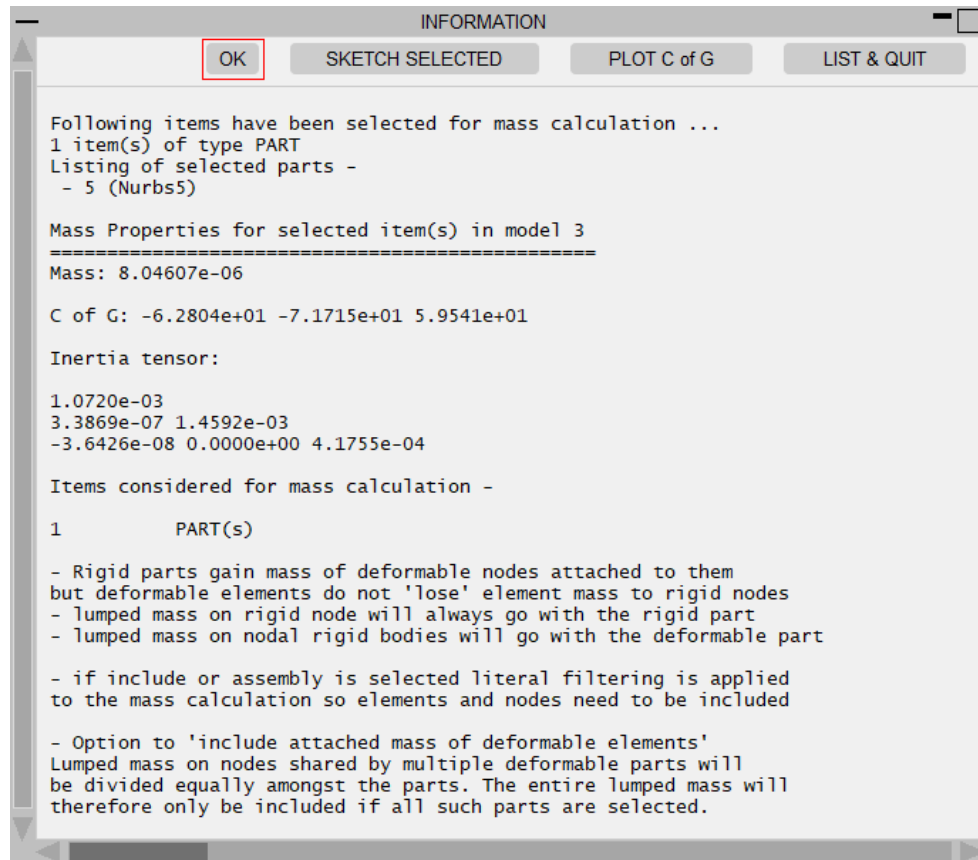 INFORMATION
OK SKETCH SELECTED PLOT C of G LIST & QUIT
Following items have been selected for mass calculation ...
1 item(s) of type PART
Listing of selected parts -
- 5 (Nurbs5)
Mass Properties for selected item(s) in model 3
================================================
Mass: 8.04607e-06
C of G: -6.2804e+01 -7.1715e+01 5.9541e+01
Inertia tensor:
1.0720e-03
3.3869e-07 1.4592e-03
-3.6426e-08 0.0000e+00 4.1755e-04
Items considered for mass calculation -
1 PART(s)
- Rigid parts gain mass of deformable nodes attached to them
but deformable elements do not 'lose' element mass to rigid nodes
- lumped mass on rigid node will always go with the rigid part
- lumped mass on nodal rigid bodies will go with the deformable part
- if include or assembly is selected literal filtering is applied
to the mass calculation so elements and nodes need to be included
- Option to 'include attached mass of deformable elements'
Lumped mass on nodes shared by multiple deformable parts will
be divided equally amongst the parts. The entire lumped mass will
therefore only be included if all such parts are selected.